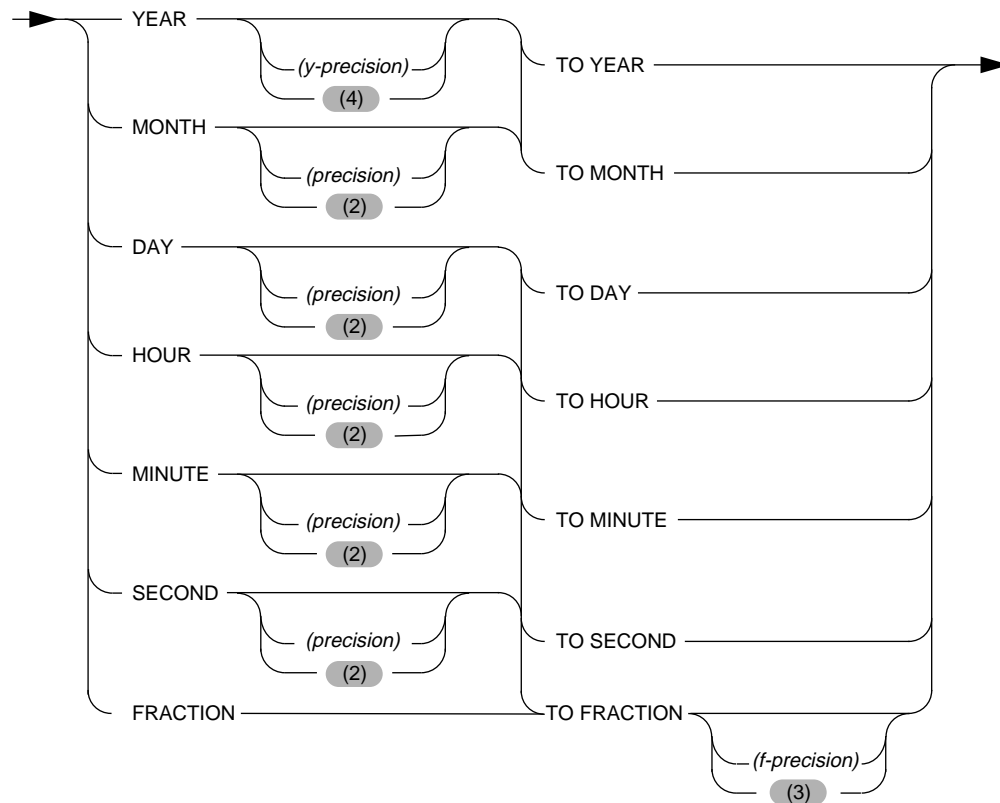 YEAR
(y-precision)
TO YEAR
(4)
MONTH
(precision)
TO MONTH
(2)
DAY
(precision)
TO DAY
(2)
HOUR
(precision)
TO HOUR
(2)
MINUTE
(precision)
TO MINUTE
(2)
SECOND
(precision)
TO SECOND
(2)
FRACTION
TO FRACTION
(f-precision)
(3)